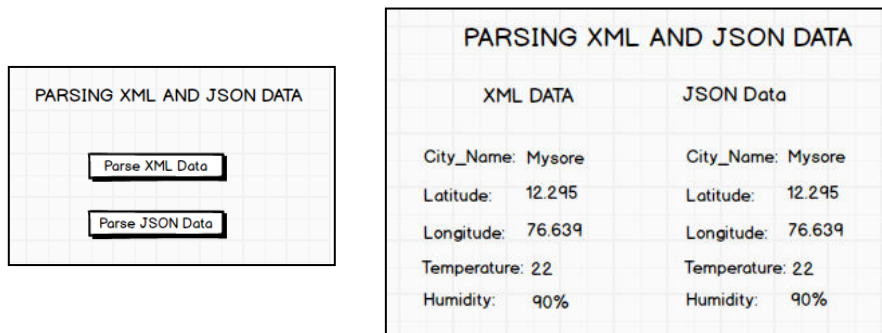 PARSING XML AND JSON DATA
Parse XML Data
Parse JSON Data
PARSING XML AND JSON DATA
XML DATA
JSON Data
City_Name: Mysore
Latitude: 12.295
Longitude: 76.639
Temperature: 22
Humidity: 90%
City_Name: Mysore
Latitude: 12.295
Longitude: 76.639
Temperature: 22
Humidity: 90%